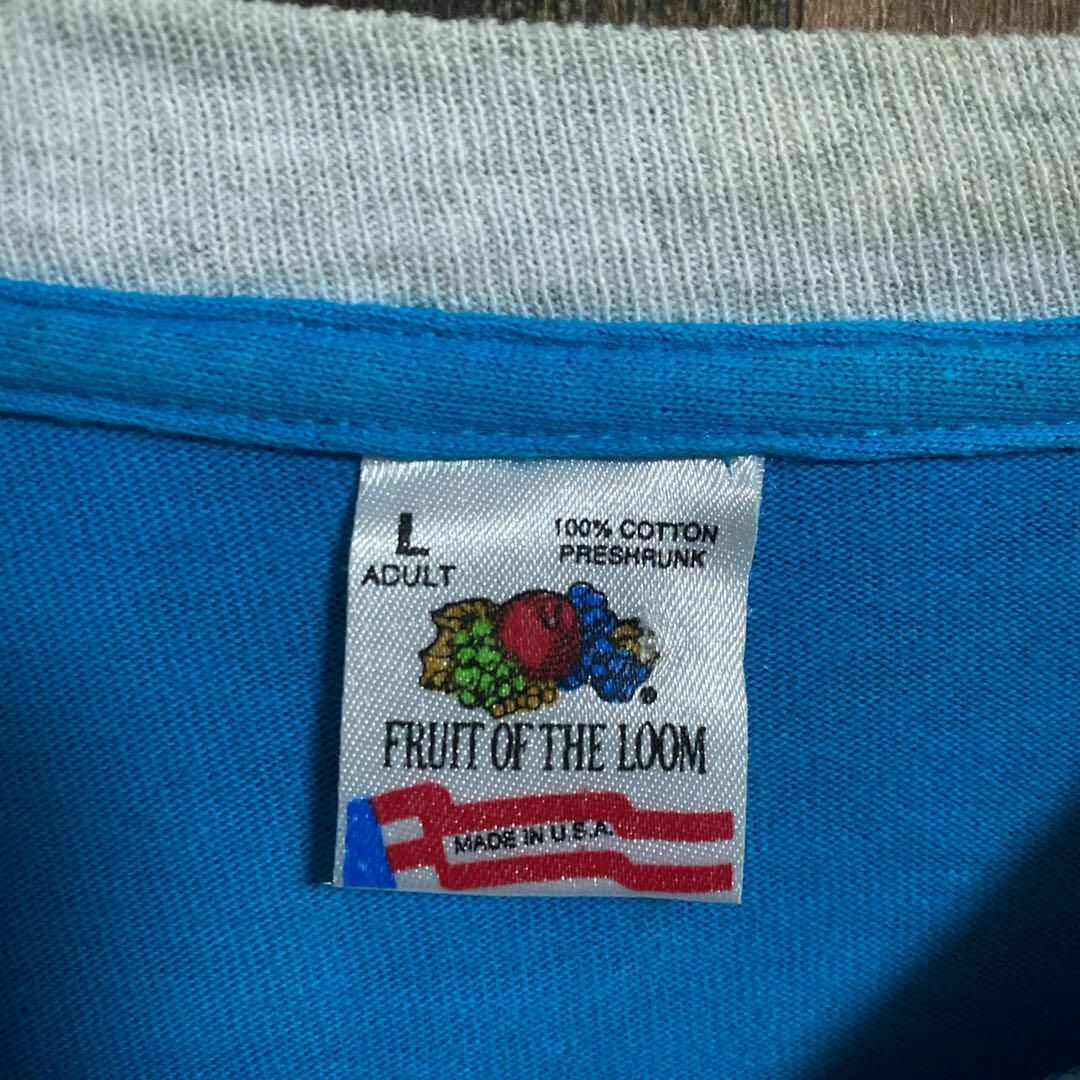 L
ADULT
100% COTTON
PRESHRUNK
®
FRUIT OF THE LOOM
MADE IN U.S.A.